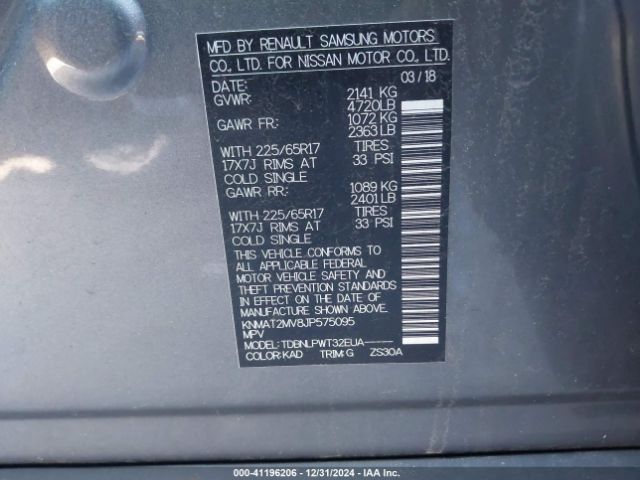 MFD BY RENAULT SAMSUNG MOTORS
CO., LTD. FOR NISSAN MOTOR CO., LTD.
DATE: 03/18
GVWR: 2141 KG
4720LB
GAWR FR: 1072 KG
2363LB
WITH 225/65R17 TIRES
17X7J RIMS AT 33 PSI
COLD SINGLE
GAWR RR: 1089 KG
2401LB
WITH 225/65R17 TIRES
17X7J RIMS AT 33 PSI
COLD SINGLE
THIS VEHICLE CONFORMS TO
ALL APPLICABLE FEDERAL
MOTOR VEHICLE SAFETY AND
THEFT PREVENTION STANDARDS
IN EFFECT ON THE DATE OF
MANUFACTURE SHOWN ABOVE.
KNMAT2MV8JP575095
MPV
MODEL: TDBNLPWT32EUA-----
COLOR: KAD TRIM: G ZS30A
000-41196206 - 12/31/2024 - IAA Inc.